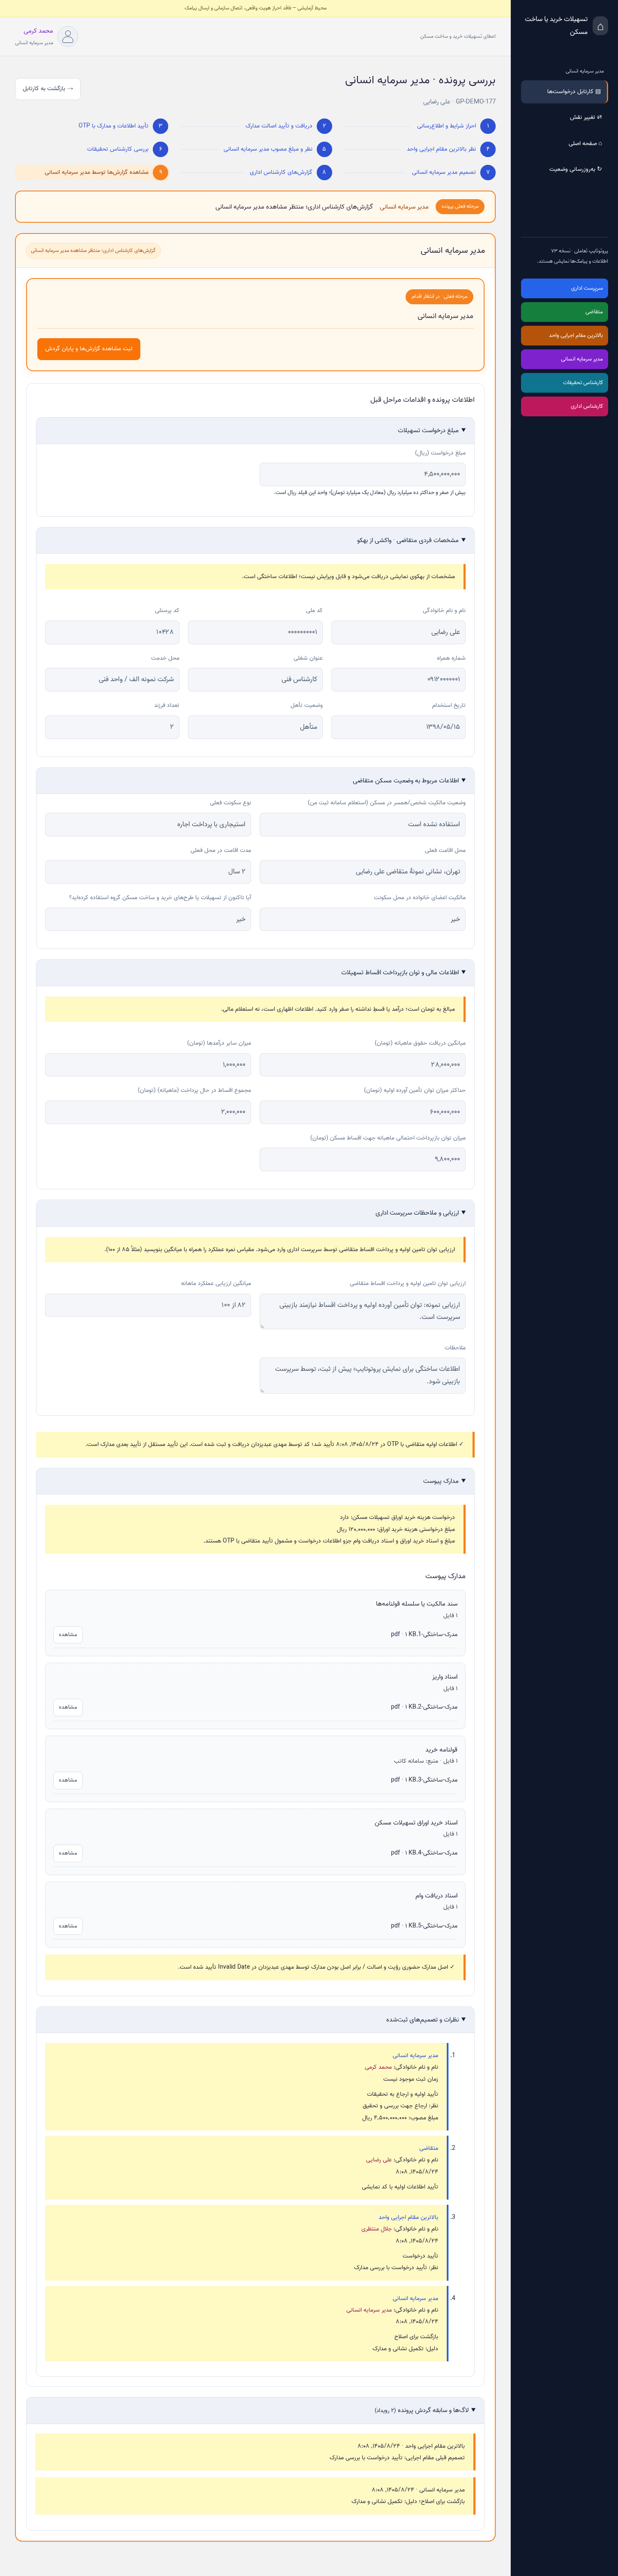 محیط آزمایشی – فاقد احراز هویت واقعی، اتصال سازمانی و ارسال پیامک
تسهیلات خرید یا ساخت
مسکن
مدیر سرمایه انسانی
▤ کارتابل درخواست‌ها
⇄ تغییر نقش
⌂ صفحه اصلی
↻ به‌روزرسانی وضعیت
پروتوتایپ تعاملی · نسخه ۷۳
اطلاعات و پیامک‌ها نمایشی هستند.
سرپرست اداری
متقاضی
بالاترین مقام اجرایی واحد
مدیر سرمایه انسانی
کارشناس تحقیقات
کارشناس اداری
اعطای تسهیلات خرید و ساخت مسکن
محمد کرمی
مدیر سرمایه انسانی
بررسی پرونده · مدیر سرمایه انسانی
GP-DEMO-177 · علی رضایی
→ بازگشت به کارتابل
۱ احراز شرایط و اطلاع‌رسانی
۲ دریافت و تأیید اصالت مدارک
۳ تأیید اطلاعات و مدارک با OTP
۴ نظر بالاترین مقام اجرایی واحد
۵ نظر و مبلغ مصوب مدیر سرمایه انسانی
۶ بررسی کارشناس تحقیقات
۷ تصمیم مدیر سرمایه انسانی
۸ گزارش‌های کارشناس اداری
۹ مشاهده گزارش‌ها توسط مدیر سرمایه انسانی
مرحله فعلی پرونده مدیر سرمایه انسانی گزارش‌های کارشناس اداری؛ منتظر مشاهده مدیر سرمایه انسانی
مدیر سرمایه انسانی
گزارش‌های کارشناس اداری؛ منتظر مشاهده مدیر سرمایه انسانی
مرحله فعلی · در انتظار اقدام
مدیر سرمایه انسانی
ثبت مشاهده گزارش‌ها و پایان گردش
اطلاعات پرونده و اقدامات مراحل قبل
▼ مبلغ درخواست تسهیلات
مبلغ درخواست (ریال)
۴,۵۰۰,۰۰۰,۰۰۰
بیش از صفر و حداکثر ده میلیارد ریال (معادل یک میلیارد تومان)؛ واحد این فیلد ریال است.
▼ مشخصات فردی متقاضی · واکشی از بهکو
مشخصات از بهکوی نمایشی دریافت می‌شود و قابل ویرایش نیست؛ اطلاعات ساختگی است.
نام و نام خانوادگی
کد ملی
کد پرسنلی
علی رضایی
۰۰۰۰۰۰۰۰۰۱
۱۰۴۲۸
شماره همراه
عنوان شغلی
محل خدمت
۰۹۱۲۰۰۰۰۰۰۱
کارشناس فنی
شرکت نمونه الف / واحد فنی
تاریخ استخدام
وضعیت تأهل
تعداد فرزند
۱۳۹۸/۰۵/۱۵
متأهل
۲
▼ اطلاعات مربوط به وضعیت مسکن متقاضی
وضعیت مالکیت شخص/همسر در مسکن (استعلام سامانه ثبت من)
نوع سکونت فعلی
استفاده نشده است
استیجاری با پرداخت اجاره
محل اقامت فعلی
مدت اقامت در محل فعلی
تهران، نشانی نمونهٔ متقاضی علی رضایی
۲ سال
مالکیت اعضای خانواده در محل سکونت
آیا تاکنون از تسهیلات یا طرح‌های خرید و ساخت مسکن گروه استفاده کرده‌اید؟
خیر
خیر
▼ اطلاعات مالی و توان بازپرداخت اقساط تسهیلات
مبالغ به تومان است؛ درآمد یا قسط نداشته را صفر وارد کنید. اطلاعات اظهاری است، نه استعلام مالی.
میانگین دریافت حقوق ماهیانه (تومان)
میزان سایر درآمدها (تومان)
۲۸,۰۰۰,۰۰۰
۱,۰۰۰,۰۰۰
حداکثر میزان توان تأمین آورده اولیه (تومان)
مجموع اقساط در حال پرداخت (ماهیانه) (تومان)
۶۰۰,۰۰۰,۰۰۰
۲,۰۰۰,۰۰۰
میزان توان بازپرداخت احتمالی ماهیانه جهت اقساط مسکن (تومان)
۹,۸۰۰,۰۰۰
▼ ارزیابی و ملاحظات سرپرست اداری
ارزیابی توان تامین اولیه و پرداخت اقساط متقاضی توسط سرپرست اداری وارد می‌شود. مقیاس نمره عملکرد را همراه با میانگین بنویسید (مثلاً ۸۵ از ۱۰۰).
ارزیابی توان تامین اولیه و پرداخت اقساط متقاضی
میانگین ارزیابی عملکرد ماهانه
ارزیابی نمونه: توان تأمین آورده اولیه و پرداخت اقساط نیازمند بازبینی
سرپرست است.
۸۲ از ۱۰۰
ملاحظات
اطلاعات ساختگی برای نمایش پروتوتایپ؛ پیش از ثبت، توسط سرپرست
بازبینی شود.
✓ اطلاعات اولیه متقاضی با OTP در ۱۴۰۵/۸/۲۴, ۸:۰۸ تأیید شد؛ کد توسط مهدی عبدیزدان دریافت و ثبت شده است. این تأیید مستقل از تأیید بعدی مدارک است.
▼ مدارک پیوست
درخواست هزینه خرید اوراق تسهیلات مسکن: دارد
مبلغ درخواستی هزینه خرید اوراق: ۱۲۰,۰۰۰,۰۰۰ ریال
مبلغ و اسناد خرید اوراق و اسناد دریافت وام جزو اطلاعات درخواست و مشمول تأیید متقاضی با OTP هستند.
مدارک پیوست
سند مالکیت یا سلسله قولنامه‌ها
۱ فایل
مدرک-ساختگی-1.pdf · ۱ KB
مشاهده
اسناد واریز
۱ فایل
مدرک-ساختگی-2.pdf · ۱ KB
مشاهده
قولنامه خرید
۱ فایل · منبع: سامانه کاتب
مدرک-ساختگی-3.pdf · ۱ KB
مشاهده
اسناد خرید اوراق تسهیلات مسکن
۱ فایل
مدرک-ساختگی-4.pdf · ۱ KB
مشاهده
اسناد دریافت وام
۱ فایل
مدرک-ساختگی-5.pdf · ۱ KB
مشاهده
✓ اصل مدارک حضوری رؤیت و اصالت / برابر اصل بودن مدارک توسط مهدی عبدیزدان در Invalid Date تأیید شده است.
▼ نظرات و تصمیم‌های ثبت‌شده
1. مدیر سرمایه انسانی
نام و نام خانوادگی: محمد کرمی
زمان ثبت موجود نیست
تأیید اولیه و ارجاع به تحقیقات
نظر: ارجاع جهت بررسی و تحقیق
مبلغ مصوب: ۴,۵۰۰,۰۰۰,۰۰۰ ریال
2. متقاضی
نام و نام خانوادگی: علی رضایی
۱۴۰۵/۸/۲۴, ۸:۰۸
تأیید اطلاعات اولیه با کد نمایشی
3. بالاترین مقام اجرایی واحد
نام و نام خانوادگی: جلال منتظری
۱۴۰۵/۸/۲۴, ۸:۰۸
تأیید درخواست
نظر: تأیید درخواست با بررسی مدارک
4. مدیر سرمایه انسانی
نام و نام خانوادگی: مدیر سرمایه انسانی
۱۴۰۵/۸/۲۴, ۸:۰۸
بازگشت برای اصلاح
دلیل: تکمیل نشانی و مدارک
▼ لاگ‌ها و سابقه گردش پرونده (۲ رویداد)
بالاترین مقام اجرایی واحد · ۱۴۰۵/۸/۲۴, ۸:۰۸
تصمیم قبلی مقام اجرایی: تأیید درخواست با بررسی مدارک
مدیر سرمایه انسانی · ۱۴۰۵/۸/۲۴, ۸:۰۸
بازگشت برای اصلاح؛ دلیل: تکمیل نشانی و مدارک